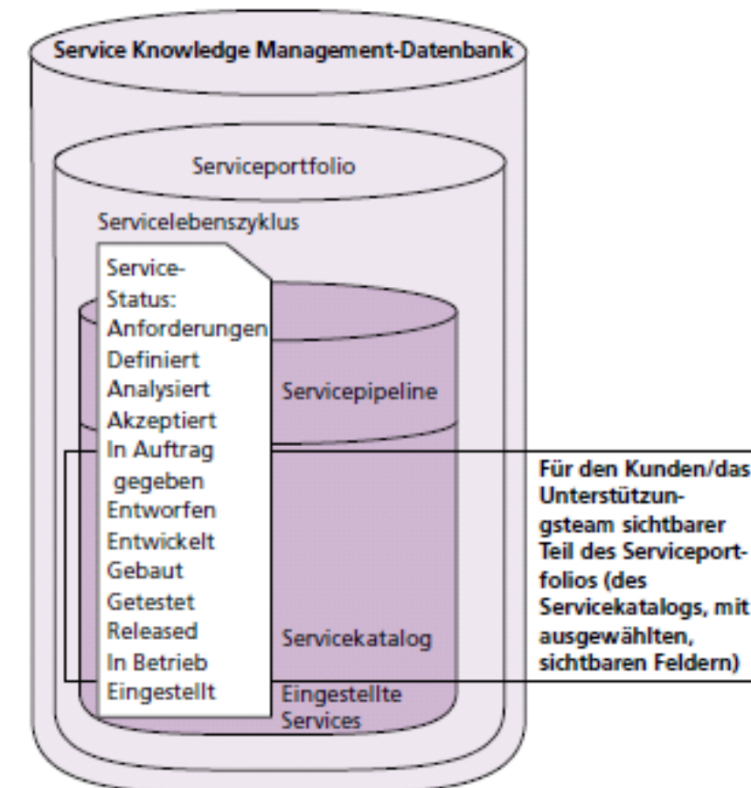 Service Knowledge Management-Datenbank
Serviceportfolio
Servicelebenszyklus
Service-
Status:
Anforderungen
Definiert
Analysiert
Akzeptiert
In Auftrag
gegeben
Entworfen
Entwickelt
Gebaut
Getestet
Released
In Betrieb
Eingestellt
Servicepipeline
Servicekatalog
Eingestellte
Services
Für den Kunden/das
Unterstützun-
gsteam sichtbarer
Teil des Serviceport-
folios (des
Servicekatalogs, mit
ausgewählten,
sichtbaren Feldern)